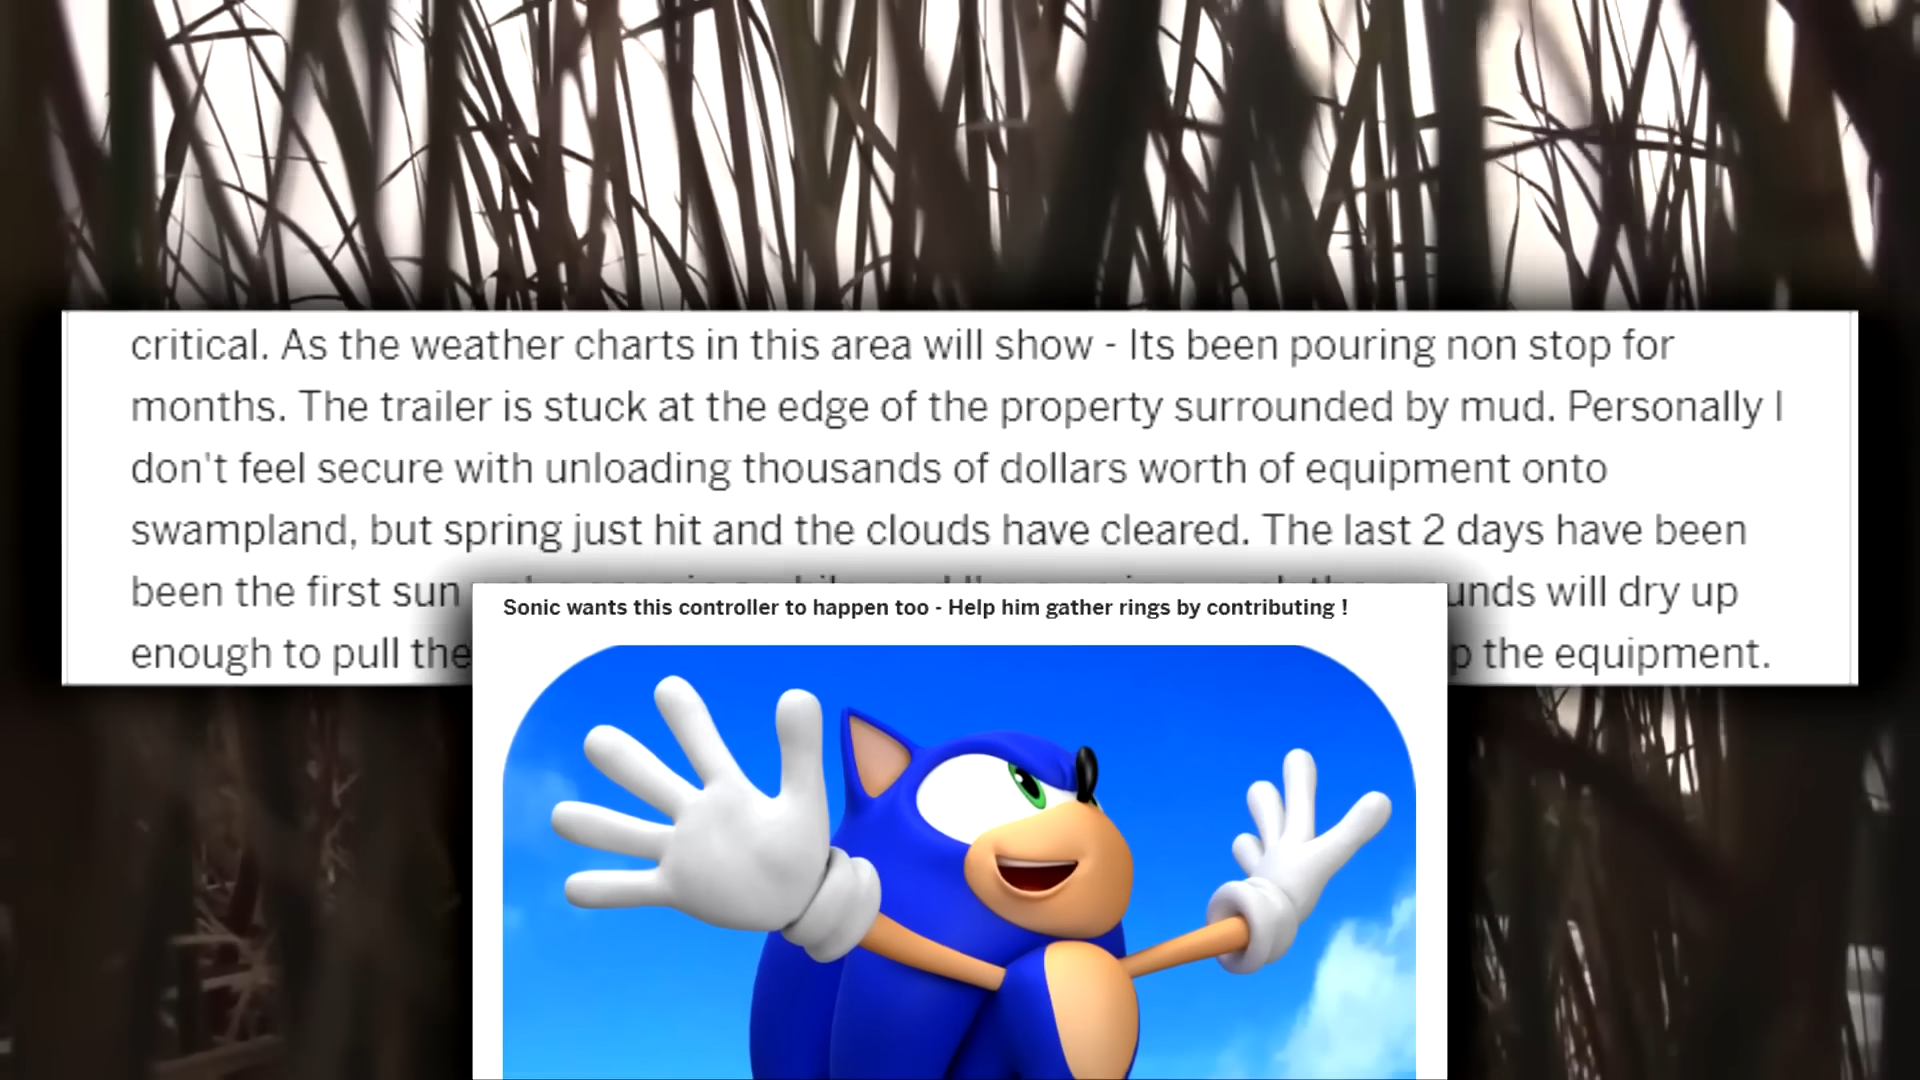 critical. As the weather charts in this area will show - Its been pouring non stop for
months. The trailer is stuck at the edge of the property surrounded by mud. Personally I
don't feel secure with unloading thousands of dollars worth of equipment onto
swampland, but spring just hit and the clouds have cleared. The last 2 days have been
been the first sun will dry up
enough to pull the the equipment.
Sonic wants this controller to happen too - Help him gather rings by contributing !